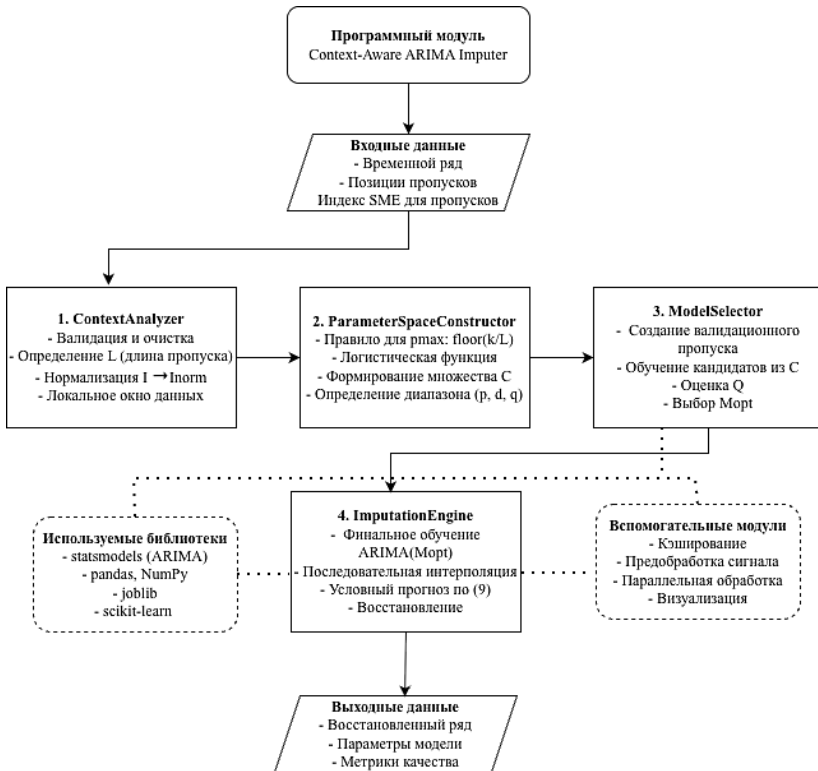 Программный модуль
Context-Aware ARIMA Imputer
Входные данные
- Временной ряд
- Позиции пропусков
Индекс SME для пропусков
1. ContextAnalyzer
- Валидация и очистка
- Определение L (длина пропуска)
- Нормализация I → Inorm
- Локальное окно данных
2. ParameterSpaceConstructor
- Правило для pmax: floor(k/L)
- Логистическая функция
- Формирование множества C
- Определение диапазона (p, d, q)
3. ModelSelector
- Создание валидационного
пропуска
- Обучение кандидатов из C
- Оценка Q
- Выбор Mopt
Используемые библиотеки
- statsmodels (ARIMA)
- pandas, NumPy
- joblib
- scikit-learn
4. ImputationEngine
- Финальное обучение
ARIMA(Mopt)
- Последовательная интерполяция
- Условный прогноз по (9)
- Восстановление
Вспомогательные модули
- Кэширование
- Предобработка сигнала
- Параллельная обработка
- Визуализация
Выходные данные
- Восстановленный ряд
- Параметры модели
- Метрики качества